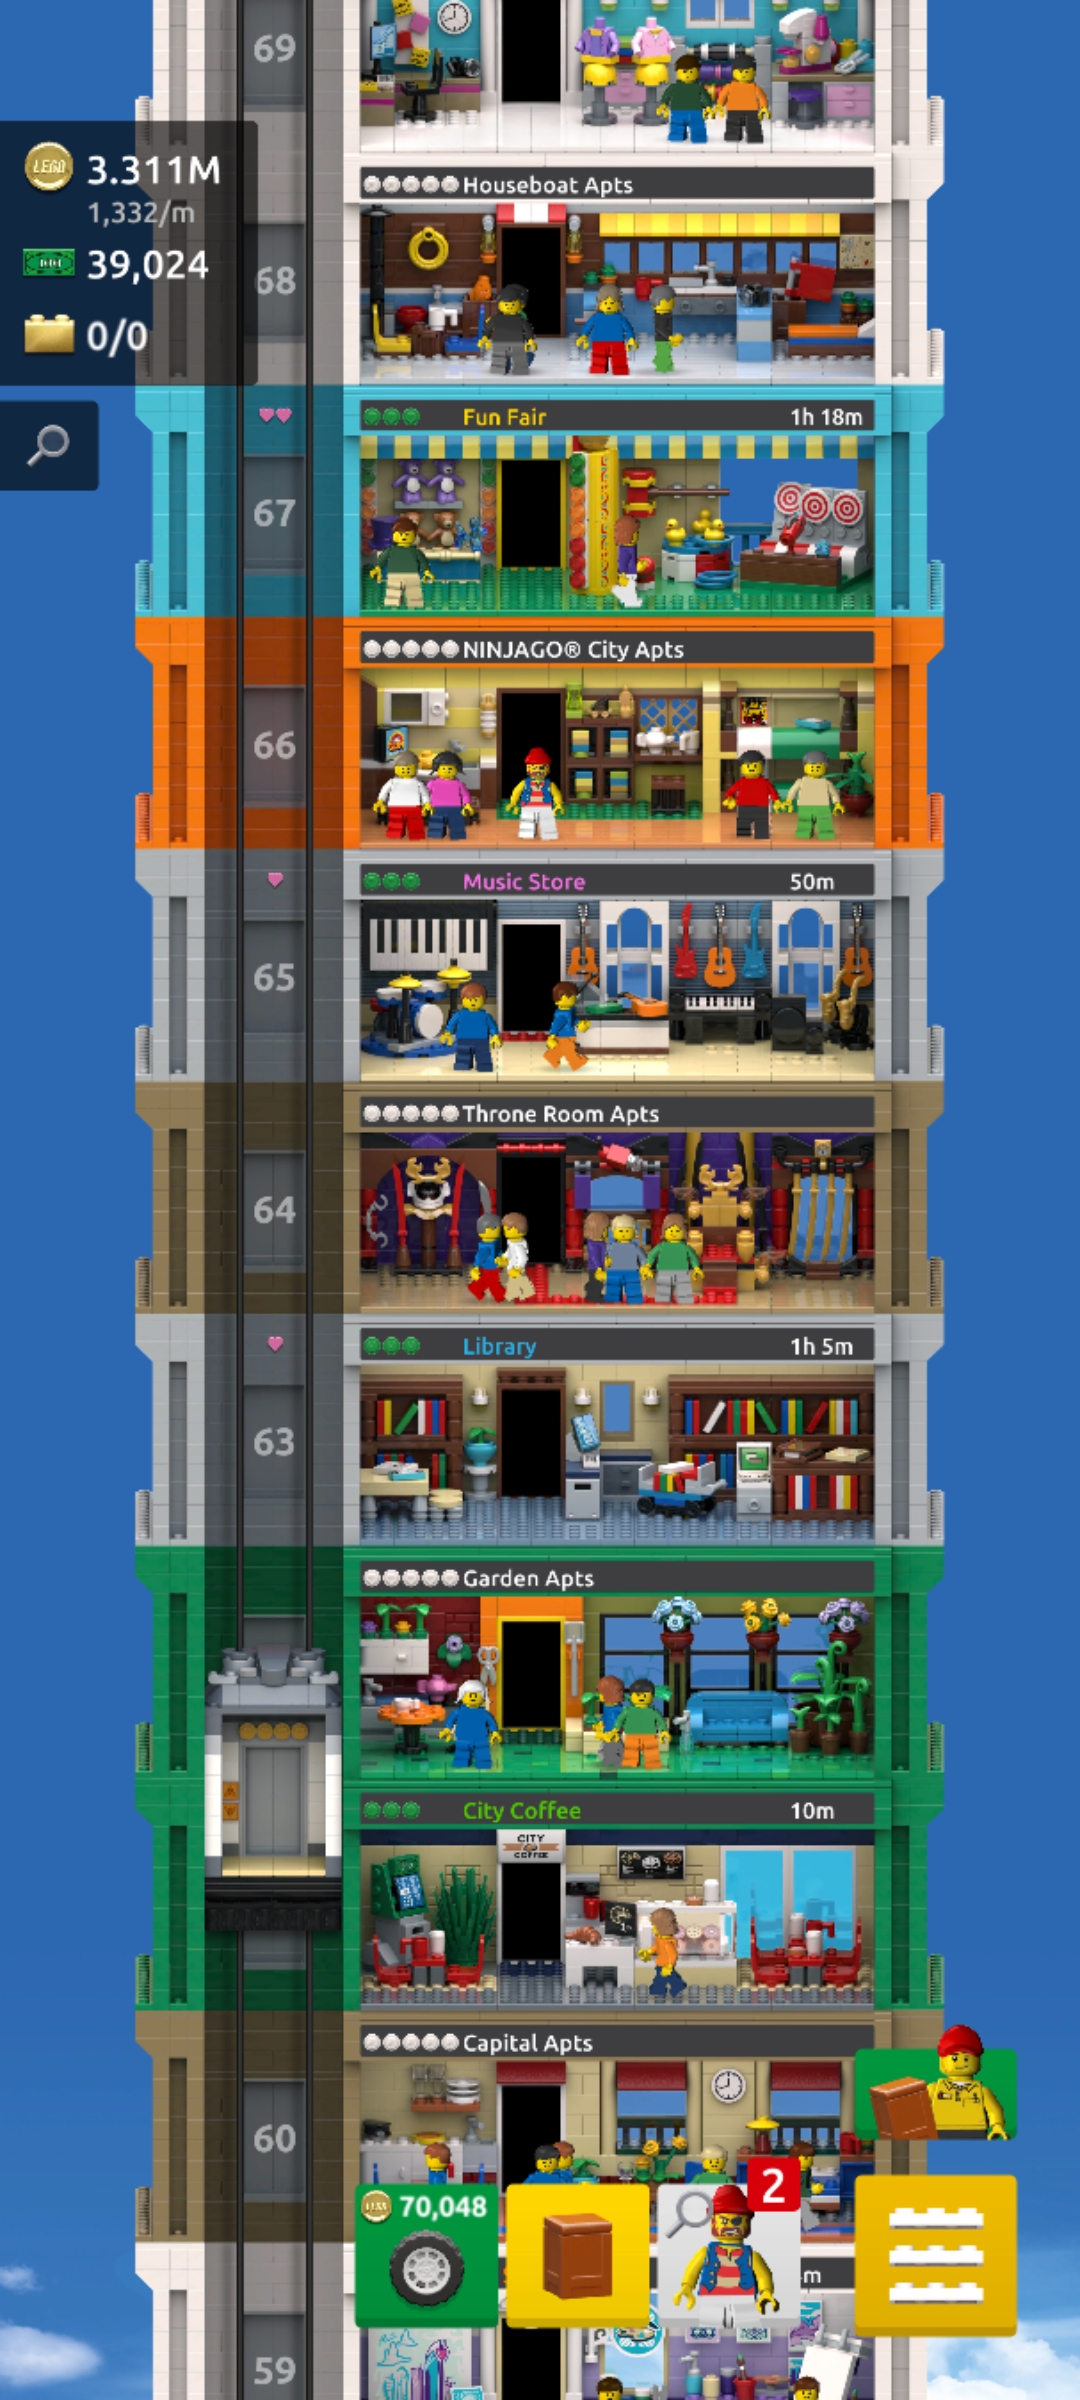 69
LEGO
3.311M
1,332/m
39,024
0/0
Houseboat Apts
68
Fun Fair
1h 18m
67
NINJAGO® City Apts
66
Music Store
50m
65
Throne Room Apts
64
Library
1h 5m
63
Garden Apts
City Coffee
10m
CITY
COFFEE
Capital Apts
60
2
70,048
m
59